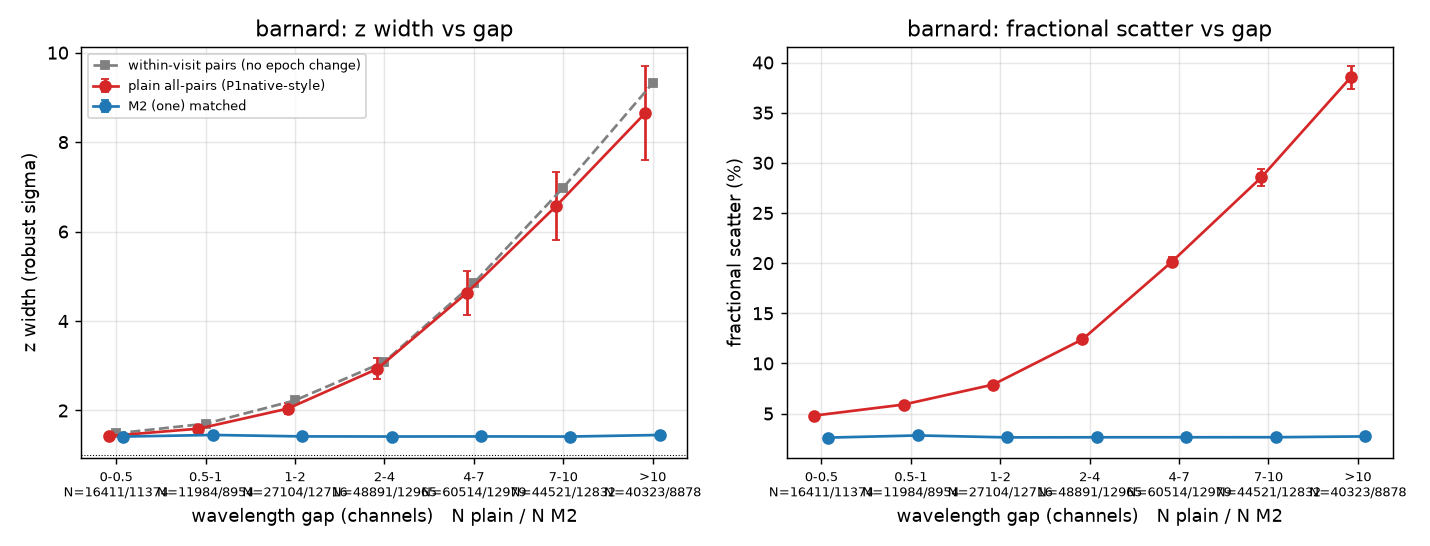 barnard: z width vs gap
z width (robust sigma)
10
8
6
4
2
within-visit pairs (no epoch change)
plain all-pairs (P1native-style)
M2 (one) matched
0-0.5
0.5-1
1-2
2-4
4-7
7-10
>10
N=40323/8878
wavelength gap (channels) N plain / N M2
barnard: fractional scatter vs gap
fractional scatter (%)
40
35
30
25
20
15
10
5
0-0.5
0.5-1
1-2
2-4
4-7
7-10
>10
N=40323/8878
wavelength gap (channels) N plain / N M2